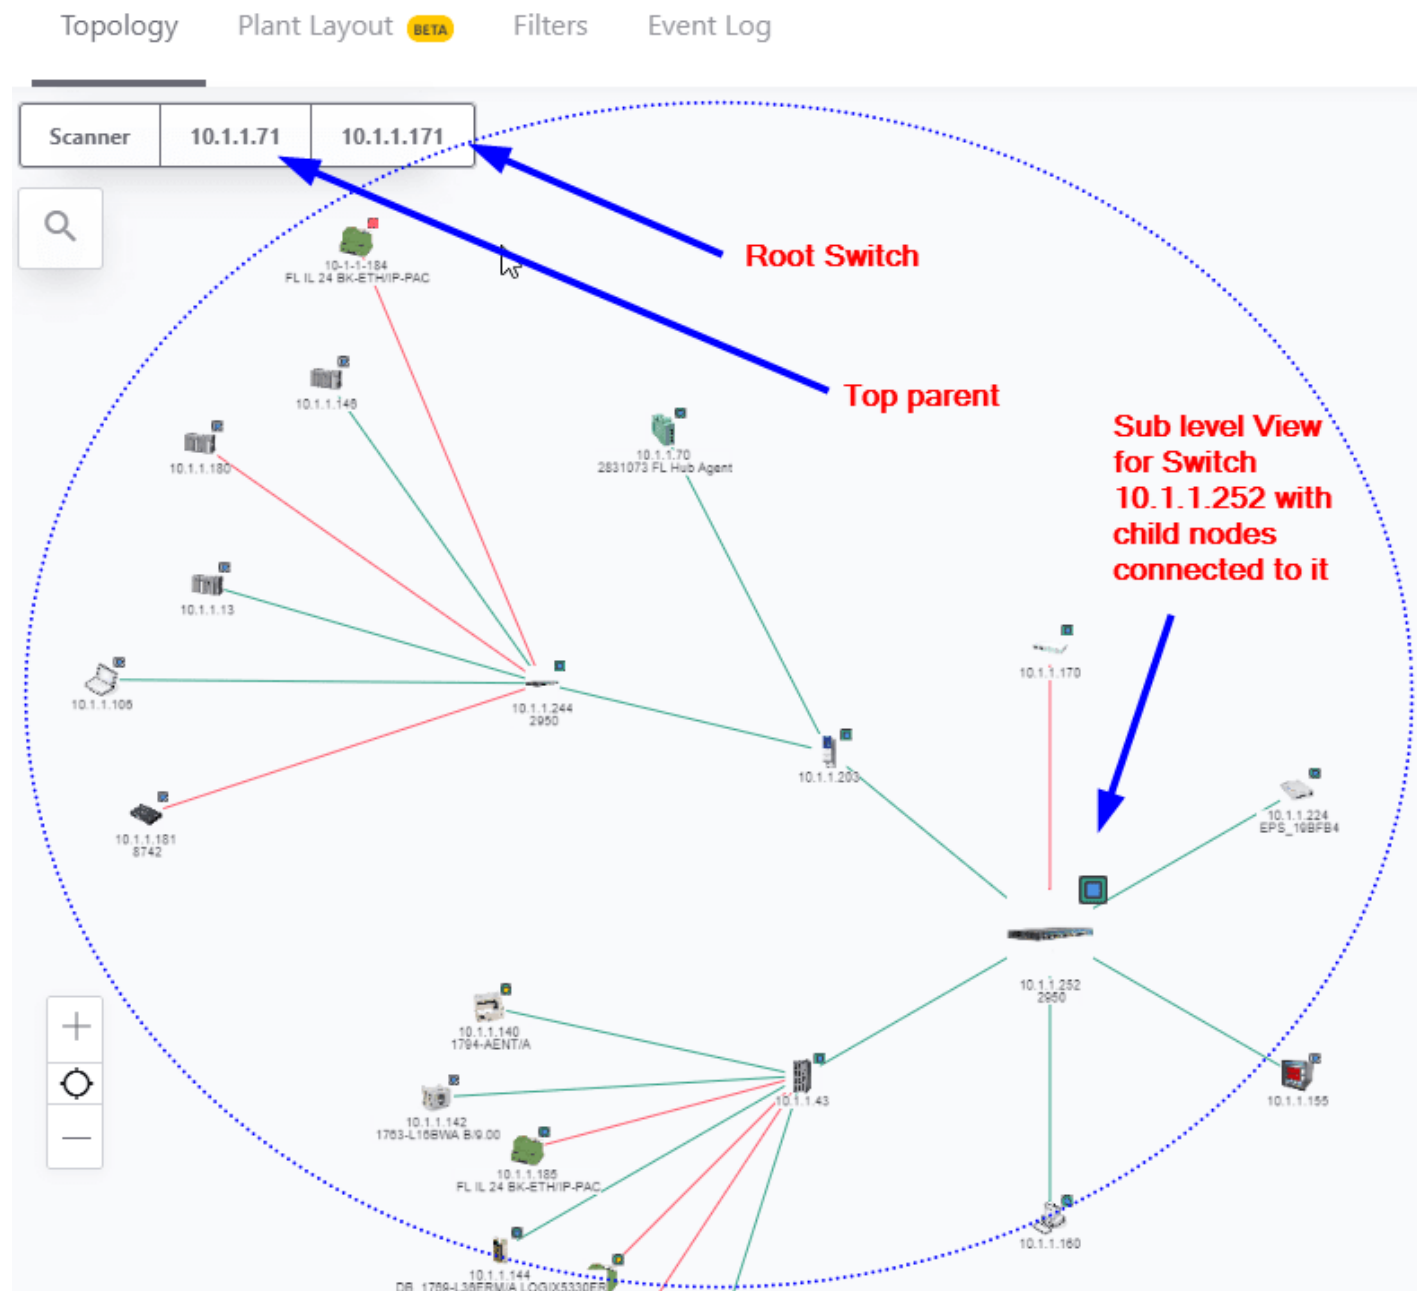 Topology Plant Layout BETA Filters Event Log
Scanner 10.1.1.71 10.1.1.171
Root Switch
10-1-1-184
FL IL 24 BK-ETH/IP-PAC
Top parent
10.1.1.146
10.1.1.180
10.1.1.70
2831073 FL Hub Agent
Sub level View
for Switch
10.1.1.252 with
child nodes
connected to it
10.1.1.13
10.1.1.170
10.1.1.106
10.1.1.244
2950
10.1.1.203
10.1.1.224
EPS_19BFB4
10.1.1.181
8742
10.1.1.252
2950
10.1.1.140
1794-AENT/A
10.1.1.43
10.1.1.155
10.1.1.142
1763-L16BWA B/9.00
10.1.1.185
FL IL 24 BK-ETH/IP-PAC
10.1.1.160
10.1.1.144
DB_1769-L36ERM/A LOGIX5330ER